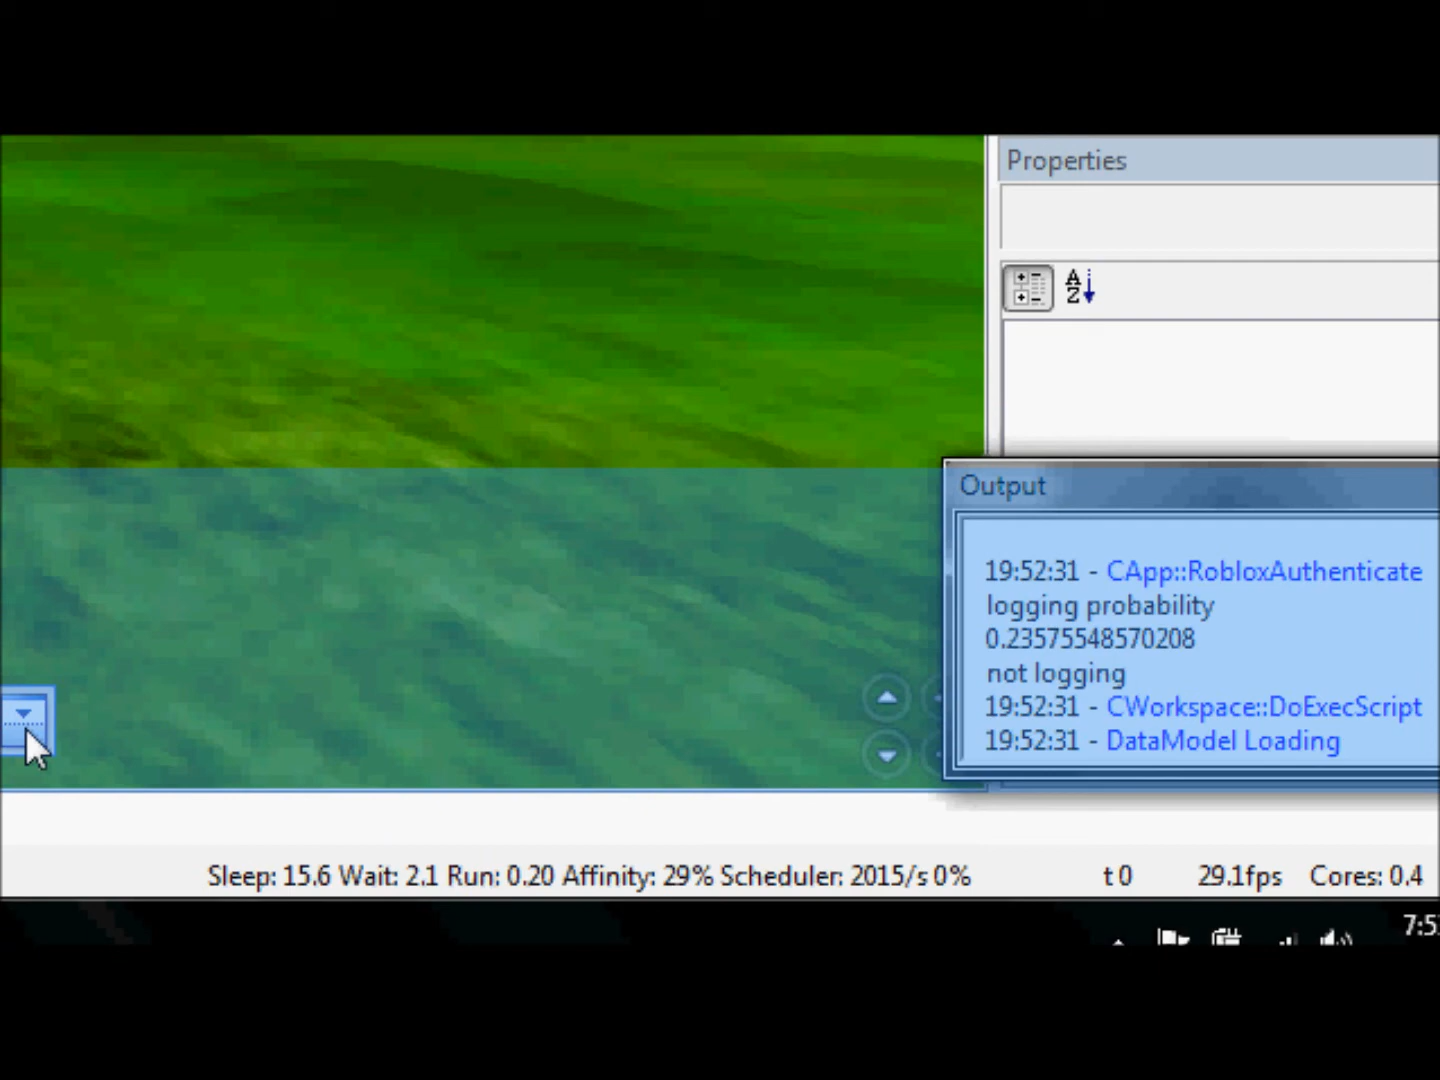 Properties
A
Z
Output
19:52:31 - CApp::RobloxAuthenticate
logging probability
0.23575548570208
not logging
19:52:31 - CWorkspace::DoExecScript
19:52:31 - DataModel Loading
Sleep: 15.6 Wait: 2.1 Run: 0.20 Affinity: 29% Scheduler: 2015/s 0% t 0 29.1fps Cores: 0.4